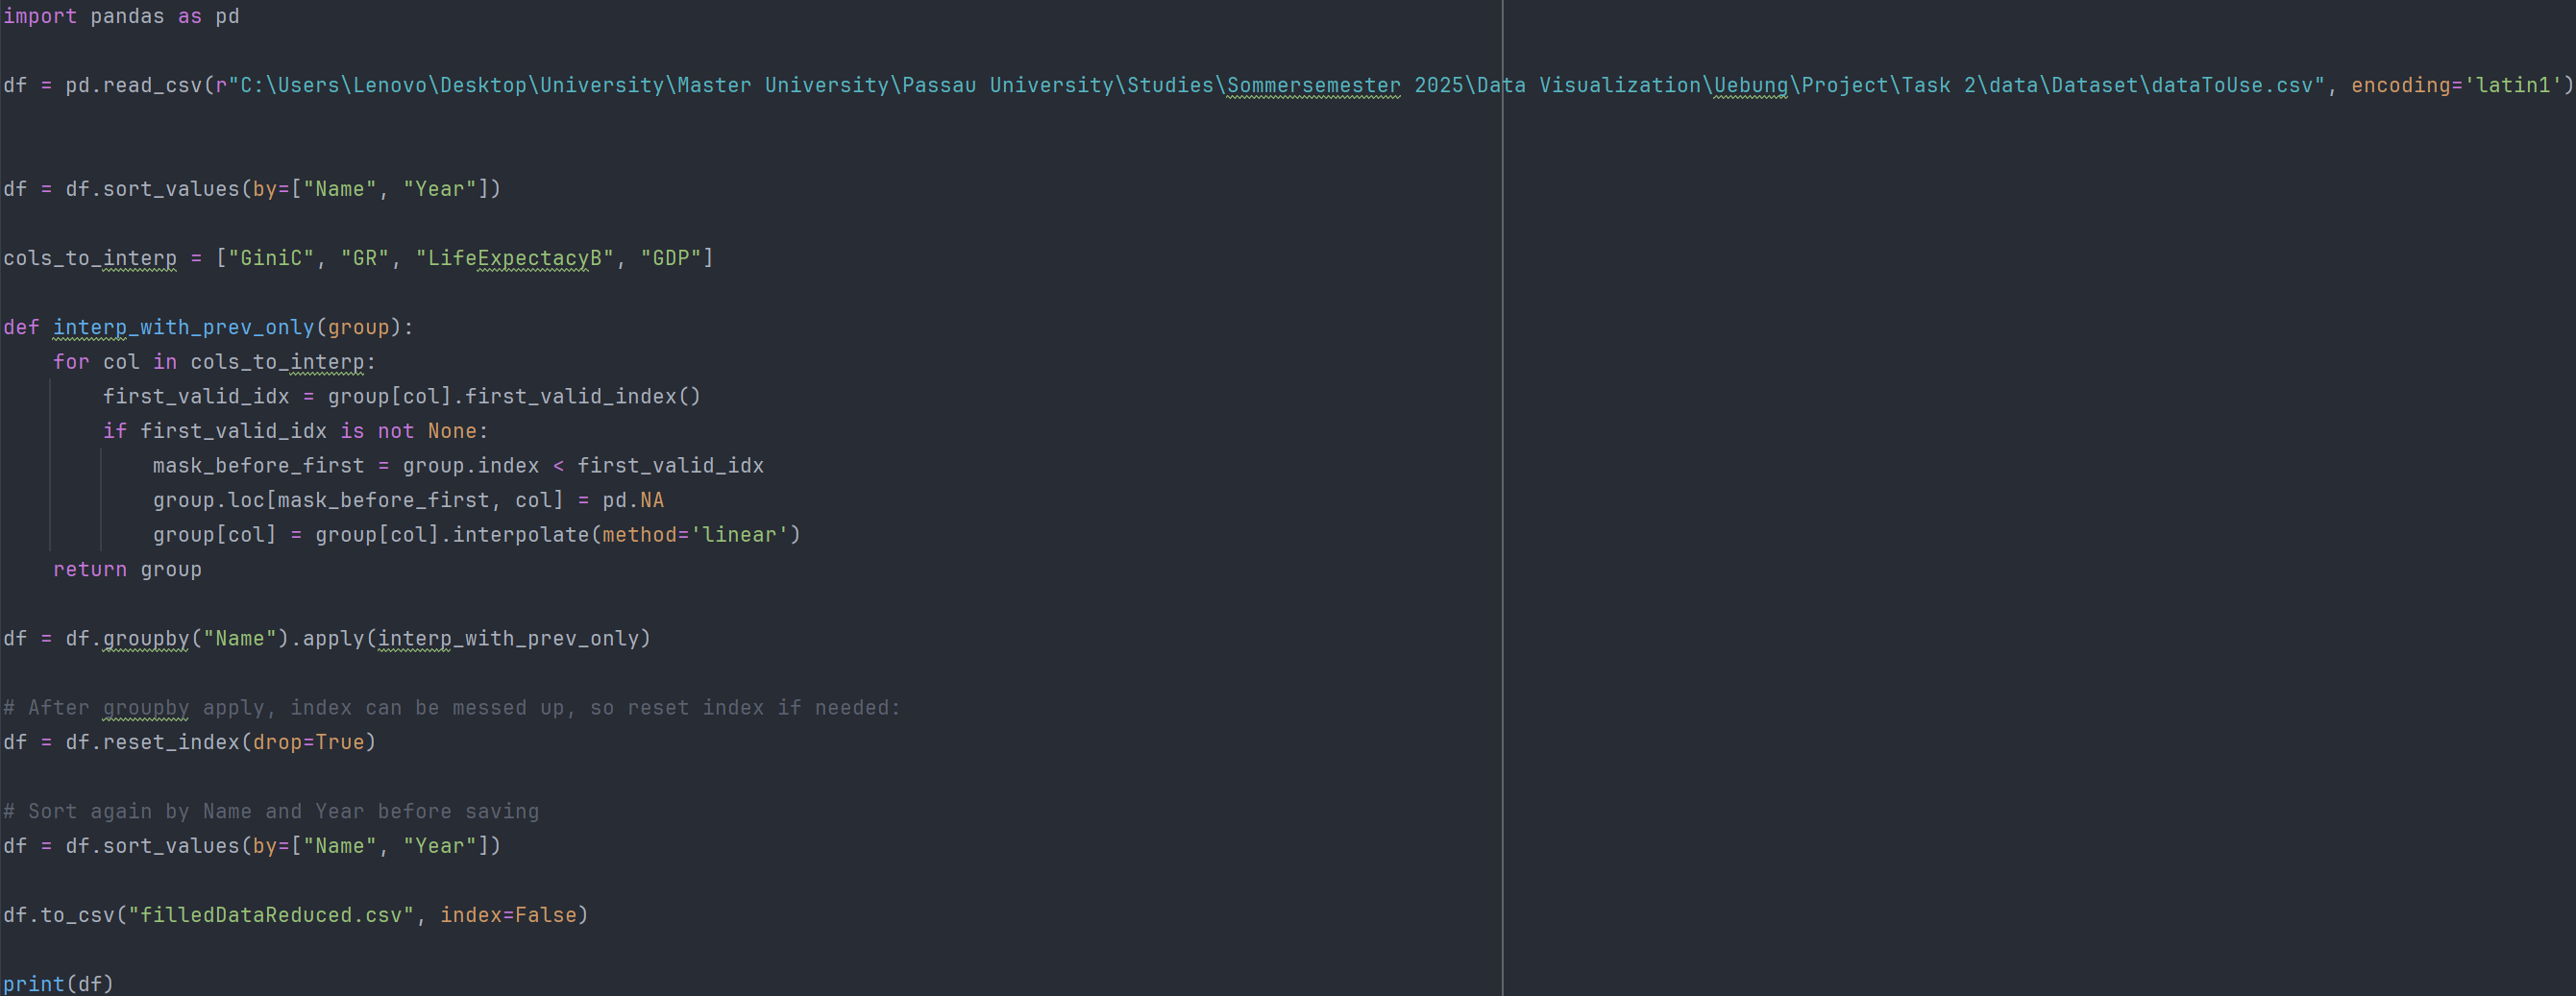 import pandas as pd
df = pd.read_csv(r"C:\Users\Lenovo\Desktop\University\Master University\Passau University\Studies\Sommersemester 2025\Data Visualization\Uebung\Project\Task 2\data\Dataset\dataToUse.csv", encoding='latin1')
df = df.sort_values(by=["Name", "Year"])
cols_to_interp = ["GiniC", "GR", "LifeExpectacyB", "GDP"]
def interp_with_prev_only(group):
    for col in cols_to_interp:
        first_valid_idx = group[col].first_valid_index()
        if first_valid_idx is not None:
            mask_before_first = group.index < first_valid_idx
            group.loc[mask_before_first, col] = pd.NA
            group[col] = group[col].interpolate(method='linear')
    return group
df = df.groupby("Name").apply(interp_with_prev_only)
# After groupby apply, index can be messed up, so reset index if needed:
df = df.reset_index(drop=True)
# Sort again by Name and Year before saving
df = df.sort_values(by=["Name", "Year"])
df.to_csv("filledDataReduced.csv", index=False)
print(df)